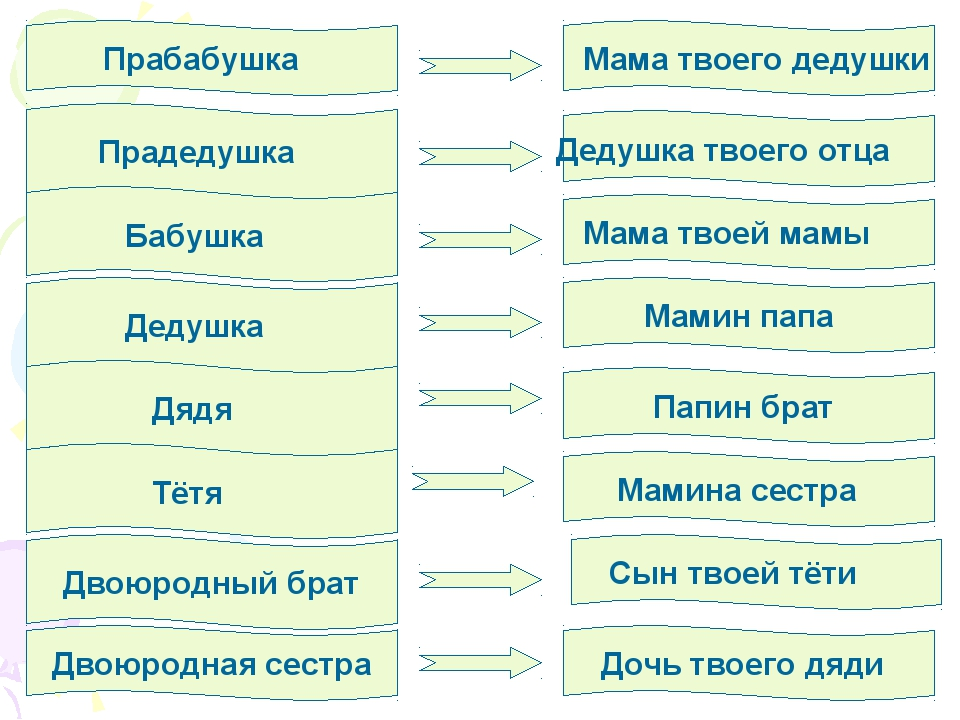 Прабабушка
Мама твоего дедушки
Прадедушка
Дедушка твоего отца
Бабушка
Мама твоей мамы
Дедушка
Мамин папа
Дядя
Папин брат
Тётя
Мамина сестра
Двоюродный брат
Сын твоей тёти
Двоюродная сестра
Дочь твоего дяди